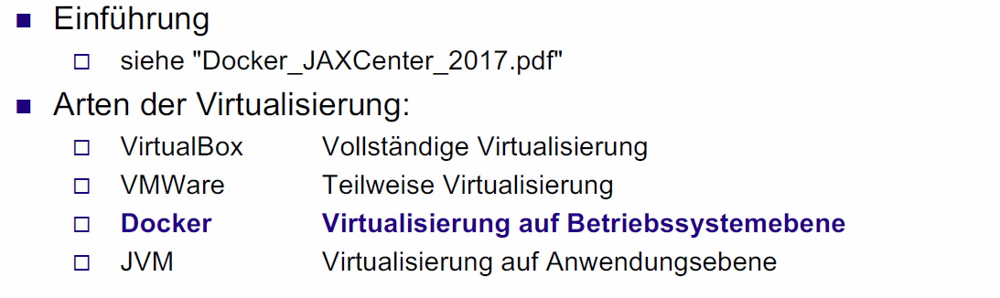 Einführung
siehe "Docker_JAXCenter_2017.pdf"
Arten der Virtualisierung:
VirtualBox Vollständige Virtualisierung
VMWare Teilweise Virtualisierung
Docker Virtualisierung auf Betriebssystemebene
JVM Virtualisierung auf Anwendungsebene